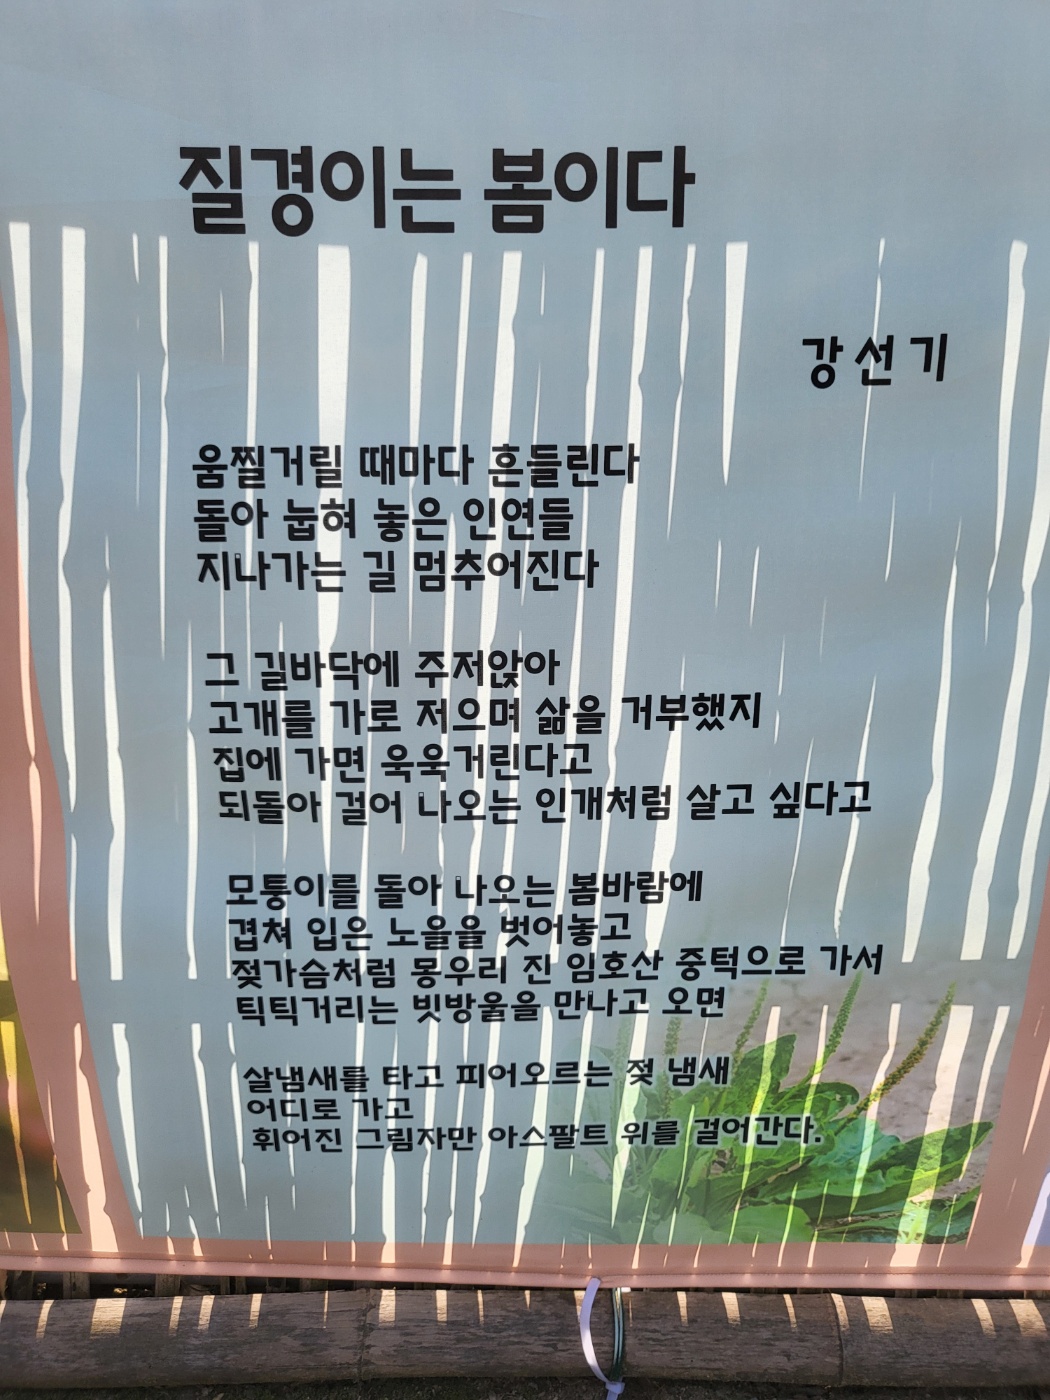 질경이는 봄이다
강선기
움찔거릴 때마다 흔들린다
돌아 눕혀 놓은 인연들
지나가는 길 멈추어진다
그 길바닥에 주저앉아
고개를 가로 저으며 삶을 거부했지
집에 가면 욱욱거린다고
되돌아 걸어 나오는 인개처럼 살고 싶다고
모퉁이를 돌아 나오는 봄바람에
겹쳐 입은 노을을 벗어놓고
젖가슴처럼 몽우리 진 임호산 중턱으로 가서
틱틱거리는 빗방울을 만나고 오면
살냄새를 타고 피어오르는 젖 냄새
어디로 가고
휘어진 그림자만 아스팔트 위를 걸어간다.